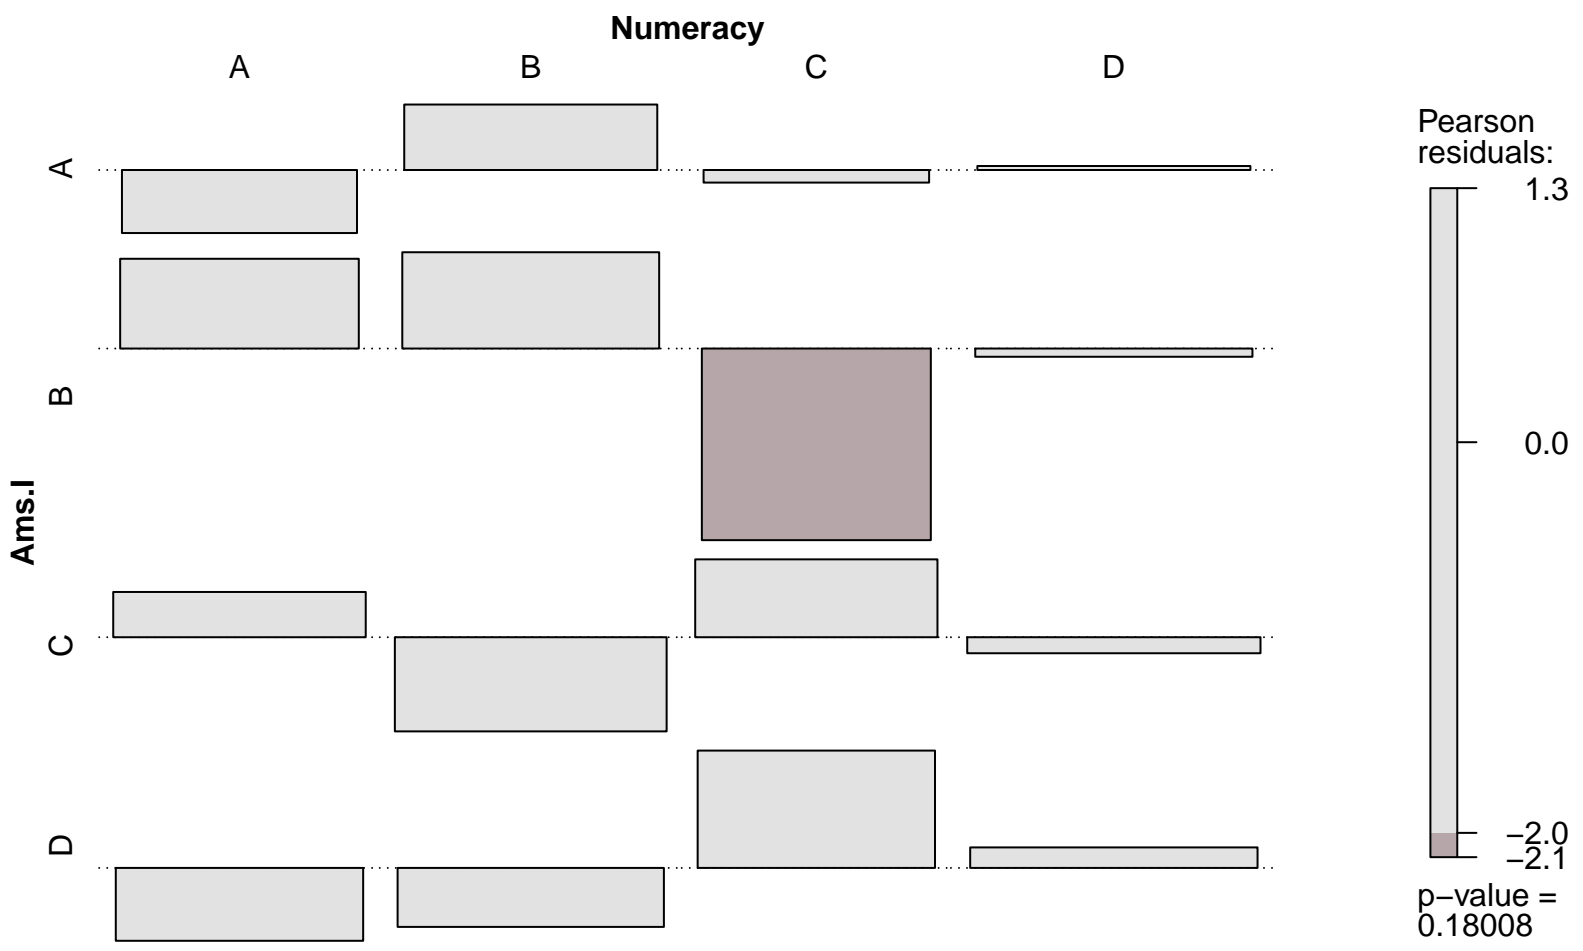 Numeracy
A B C D
Pearson
residuals:
1.3
0.0
−2.0
−2.1
p−value =
0.18008
Ams.I
A
B
C
D